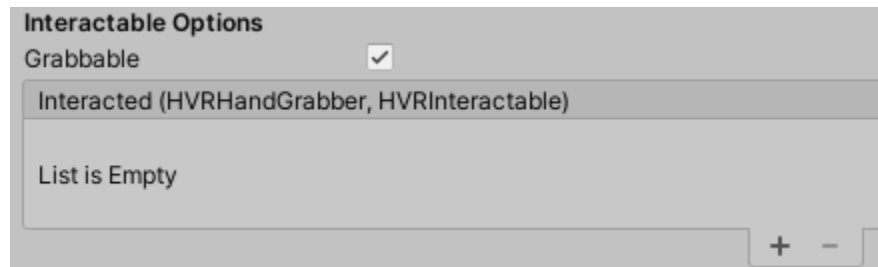 Interactable Options
Grabbable
Interacted (HVRHandGrabber, HVRInteractable)
List is Empty